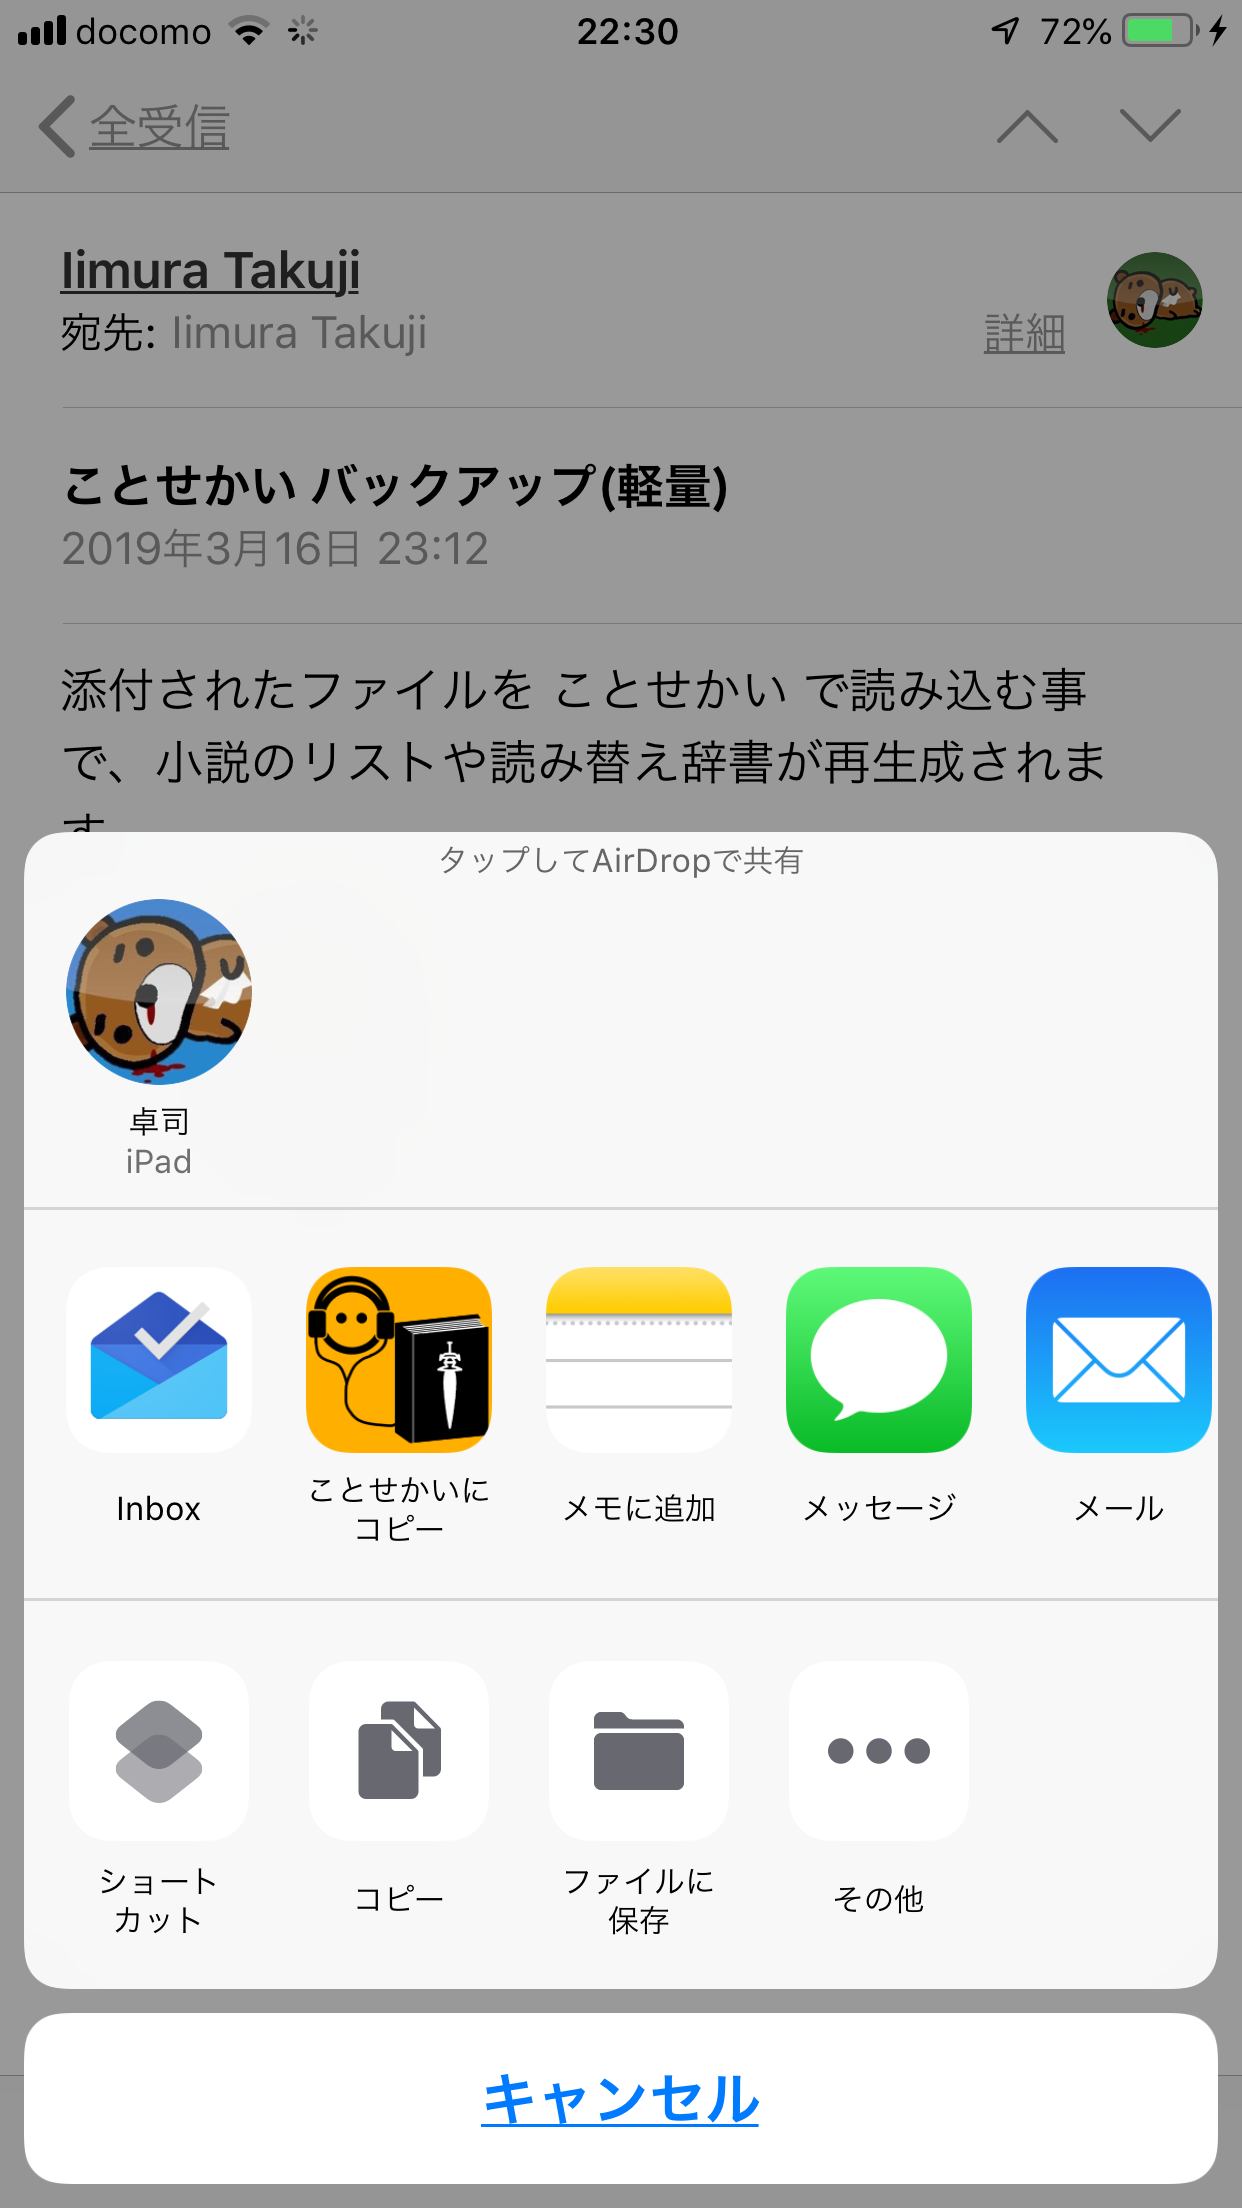 docomo 22:30 72%
全受信
Iimura Takuji
宛先: Iimura Takuji 詳細
ことせかい バックアップ(軽量)
2019年3月16日 23:12
添付されたファイルを ことせかい で読み込む事
で、小説のリストや読み替え辞書が再生成されま
す
タップしてAirDropで共有
卓司
iPad
Inbox
ことせかいに
コピー
メモに追加
メッセージ
メール
ショート
カット
コピー
ファイルに
保存
その他
キャンセル